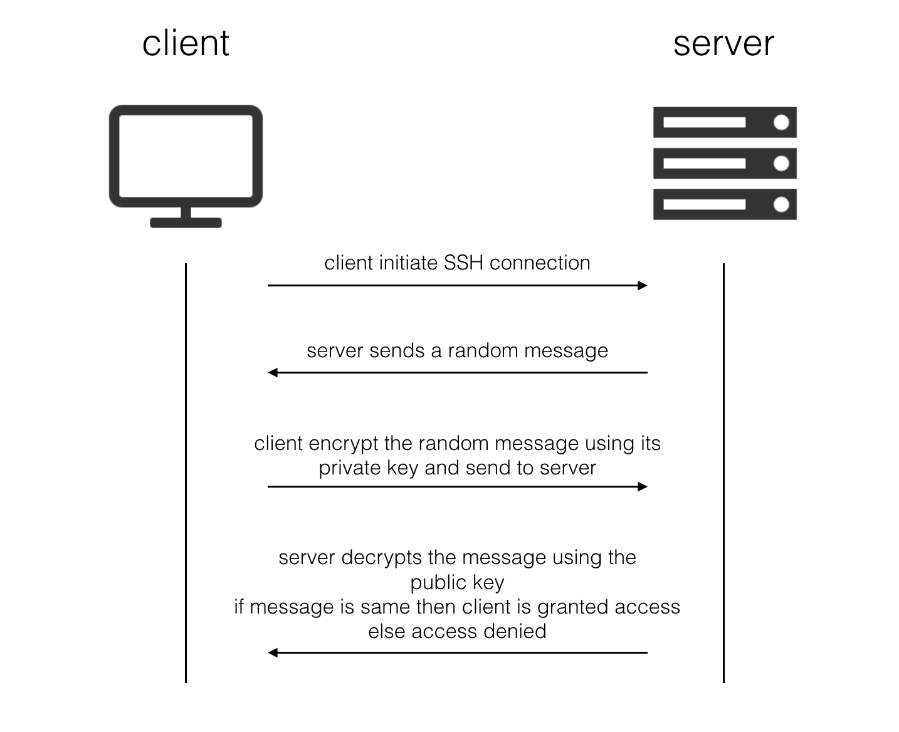 client
server
client initiate SSH connection
server sends a random message
client encrypt the random message using its
private key and send to server
server decrypts the message using the
public key
if message is same then client is granted access
else access denied